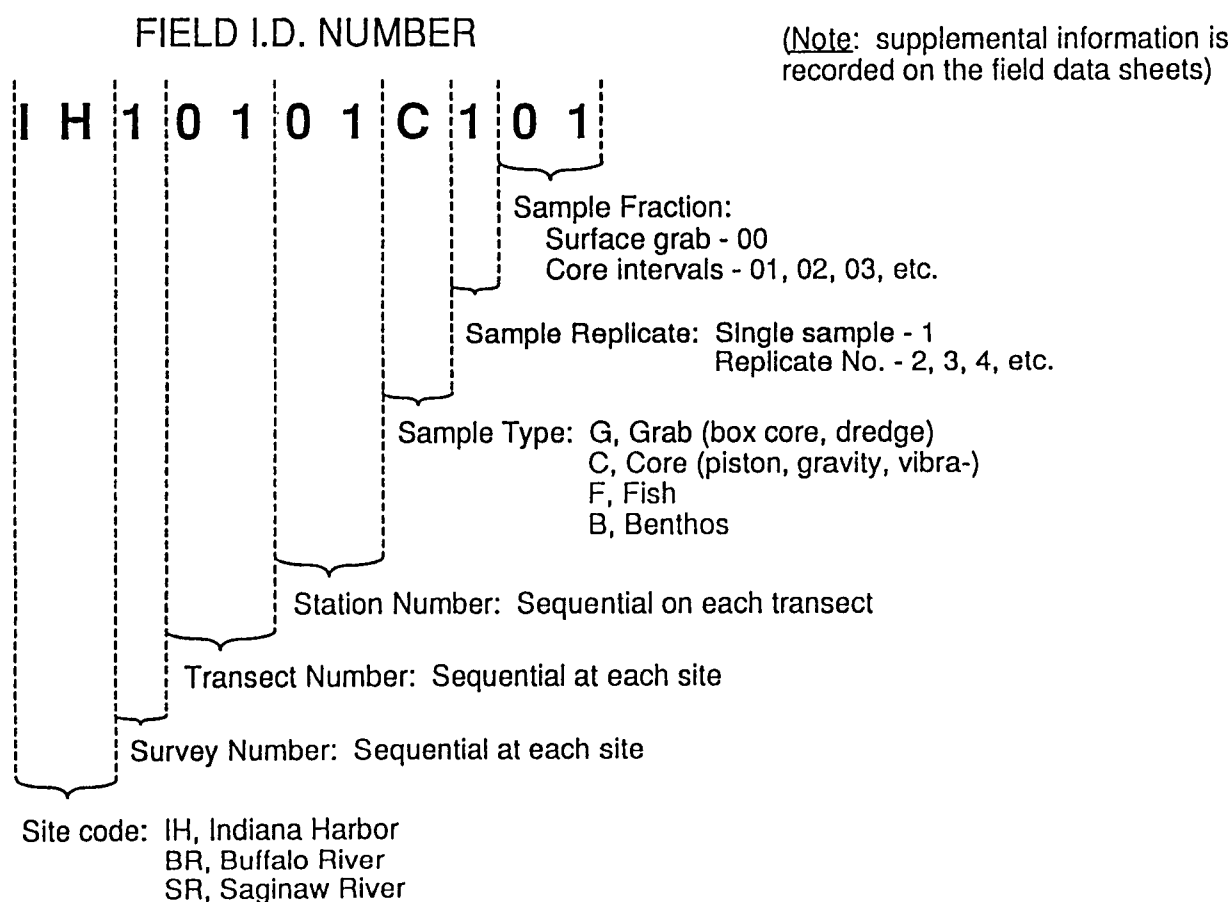 FIELD I.D. NUMBER
(Note: supplemental information is
recorded on the field data sheets)
I H 1 0 1 0 1 C 1 0 1
Sample Fraction:
Surface grab - 00
Core intervals - 01, 02, 03, etc.
Sample Replicate: Single sample - 1
Replicate No. - 2, 3, 4, etc.
Sample Type: G, Grab (box core, dredge)
C, Core (piston, gravity, vibra-)
F, Fish
B, Benthos
Station Number: Sequential on each transect
Transect Number: Sequential at each site
Survey Number: Sequential at each site
Site code: IH, Indiana Harbor
BR, Buffalo River
SR, Saginaw River